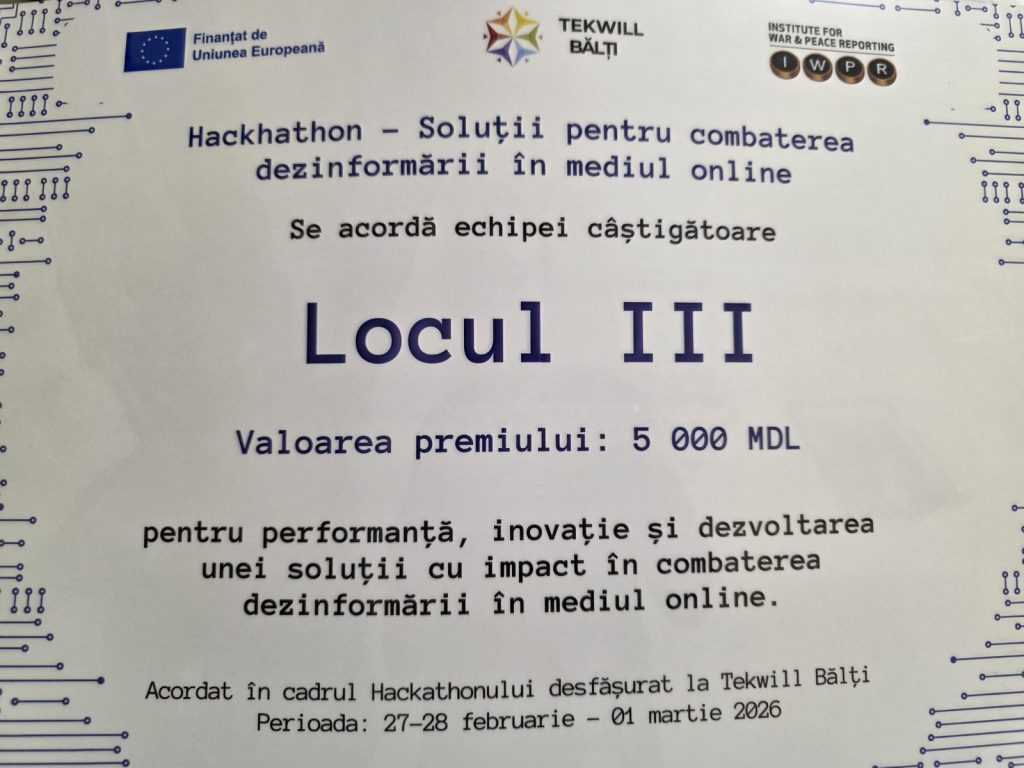 Finanțat de
Uniunea Europeană
TEKWILL
BĂLȚI
INSTITUTE FOR
WAR & PEACE REPORTING
I W P R
Hackhathon – Soluții pentru combaterea
dezinformării în mediul online
Se acordă echipei câștigătoare
Locul III
Valoarea premiului: 5 000 MDL
pentru performanță, inovație și dezvoltarea
unei soluții cu impact în combaterea
dezinformării în mediul online.
Acordat în cadrul Hackathonului desfășurat la Tekwill Bălți
Perioada: 27–28 februarie – 01 martie 2026